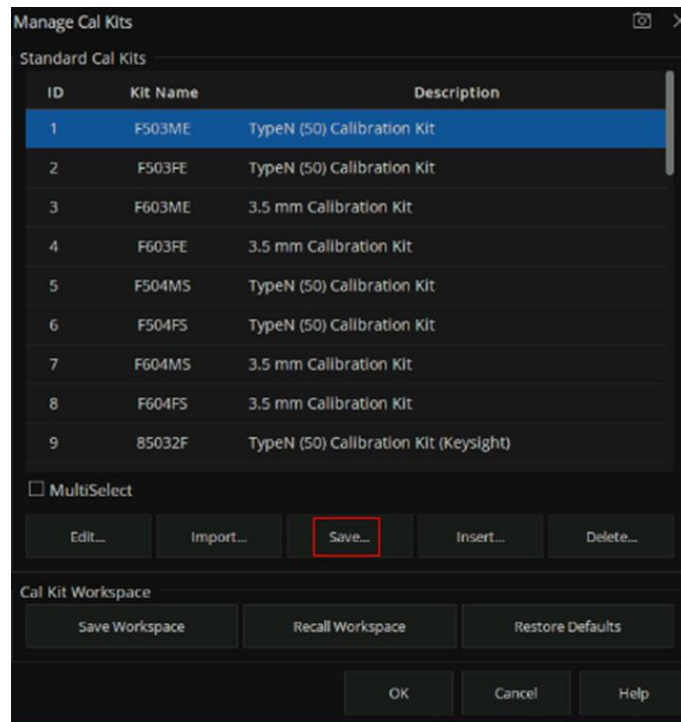 Manage Cal Kits
Standard Cal Kits
ID Kit Name Description
1 F503ME TypeN (50) Calibration Kit
2 F503FE TypeN (50) Calibration Kit
3 F603ME 3.5 mm Calibration Kit
4 F603FE 3.5 mm Calibration Kit
5 F504MS TypeN (50) Calibration Kit
6 F504FS TypeN (50) Calibration Kit
7 F604MS 3.5 mm Calibration Kit
8 F604FS 3.5 mm Calibration Kit
9 85032F TypeN (50) Calibration Kit (Keysight)
MultiSelect
Edit... Import... Save... Insert... Delete...
Cal Kit Workspace
Save Workspace Recall Workspace Restore Defaults
OK Cancel Help